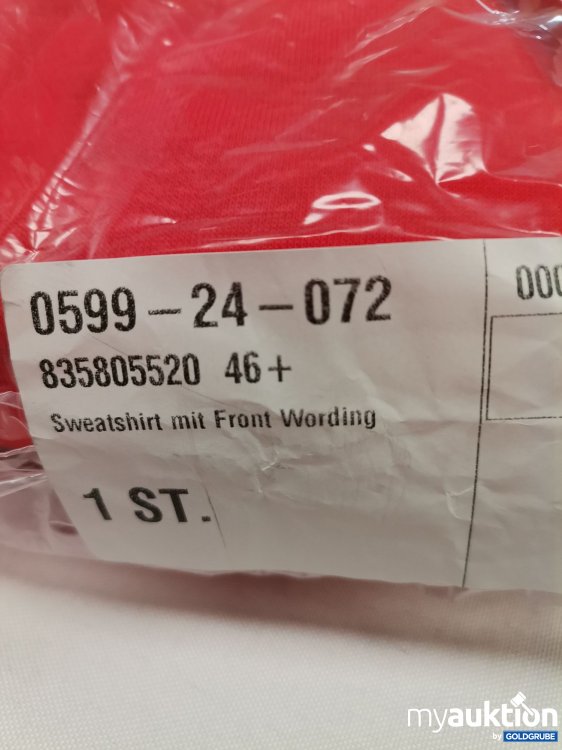 0599-24-072
000
835805520 46+
Sweatshirt mit Front Wording
1 ST.
myauktion
by GOLDGRUBE